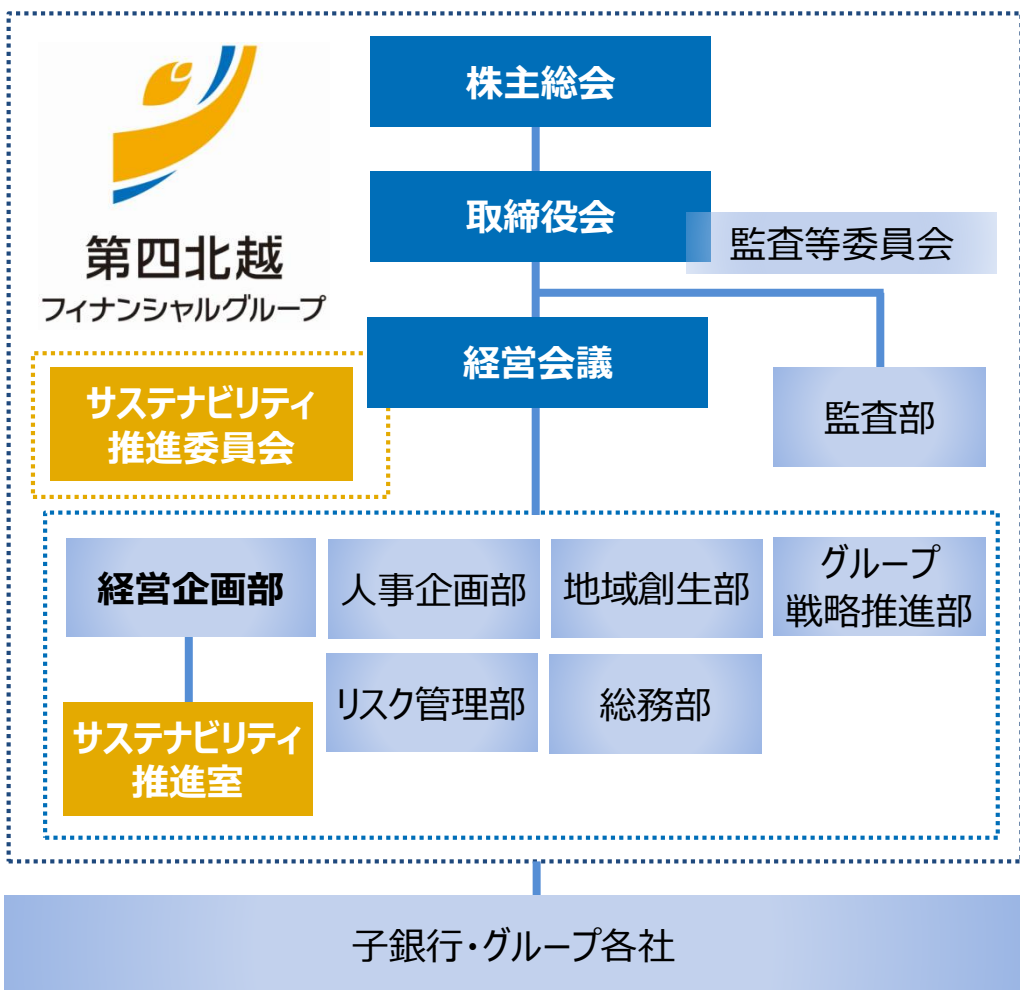 第四北越
フィナンシャルグループ
株主総会
取締役会
監査等委員会
経営会議
監査部
サステナビリティ
推進委員会
経営企画部
人事企画部
地域創生部
グループ
戦略推進部
リスク管理部
総務部
サステナビリティ
推進室
子銀行・グループ各社